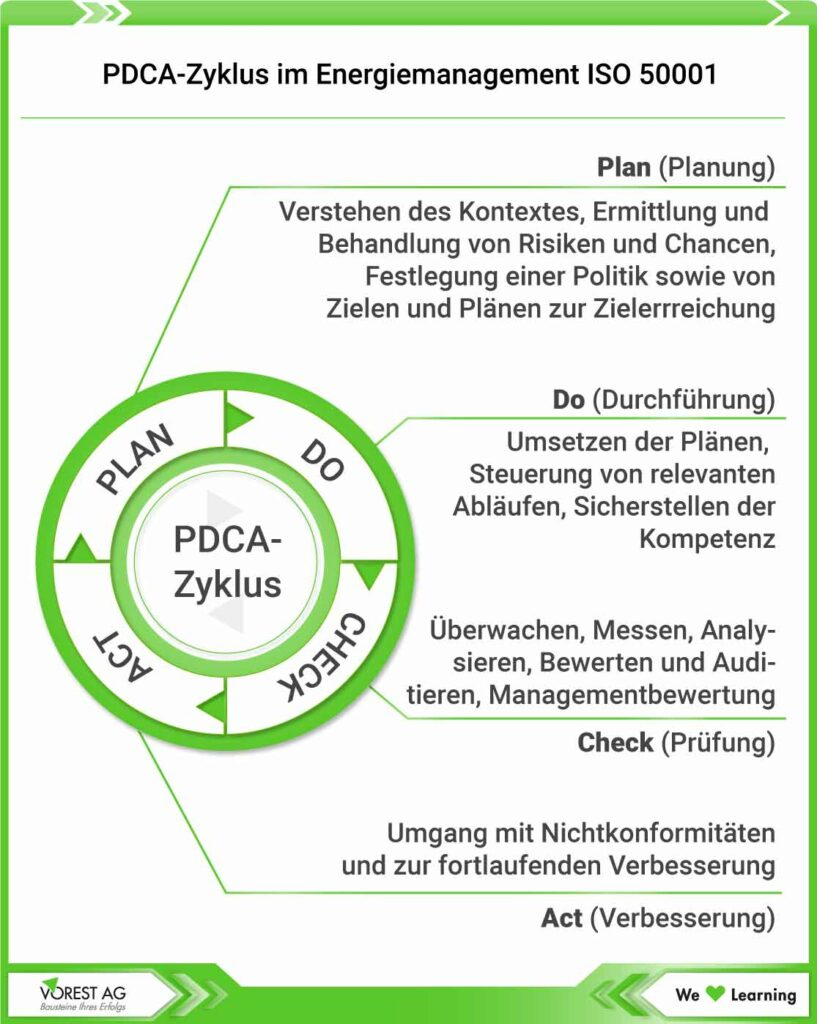 PDCA-Zyklus im Energiemanagement ISO 50001
Plan (Planung)
Verstehen des Kontextes, Ermittlung und
Behandlung von Risiken und Chancen,
Festlegung einer Politik sowie von
Zielen und Plänen zur Zielerrreichung
Do (Durchführung)
Umsetzen der Plänen,
Steuerung von relevanten
Abläufen, Sicherstellen der
Kompetenz
PLAN
DO
PDCA-
Zyklus
ACT
CHECK
Überwachen, Messen, Analy-
sieren, Bewerten und Audi-
tieren, Managementbewertung
Check (Prüfung)
Umgang mit Nichtkonformitäten
und zur fortlaufenden Verbesserung
Act (Verbesserung)
VOREST AG
Bausteine Ihres Erfolgs
We Learning